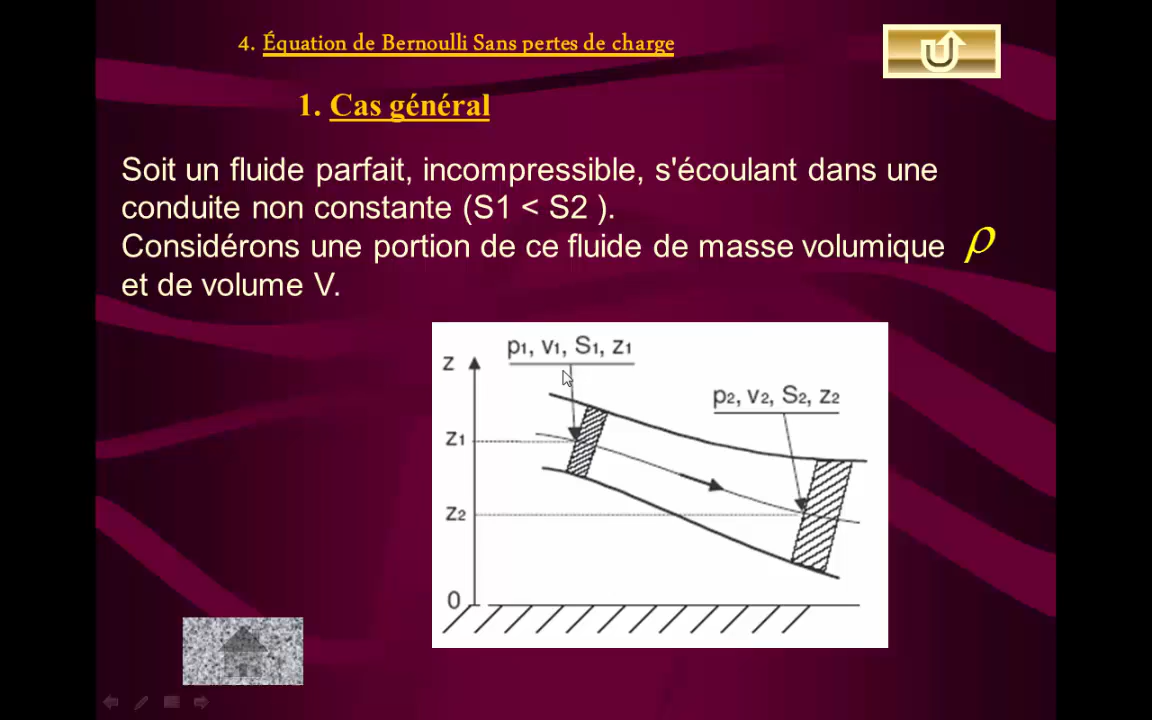 4. Équation de Bernoulli Sans pertes de charge
1. Cas général
Soit un fluide parfait, incompressible, s'écoulant dans une
conduite non constante (S1 < S2 ).
Considérons une portion de ce fluide de masse volumique ρ
et de volume V.
z
p1, v1, S1, z1
p2, v2, S2, z2
z1
z2
0